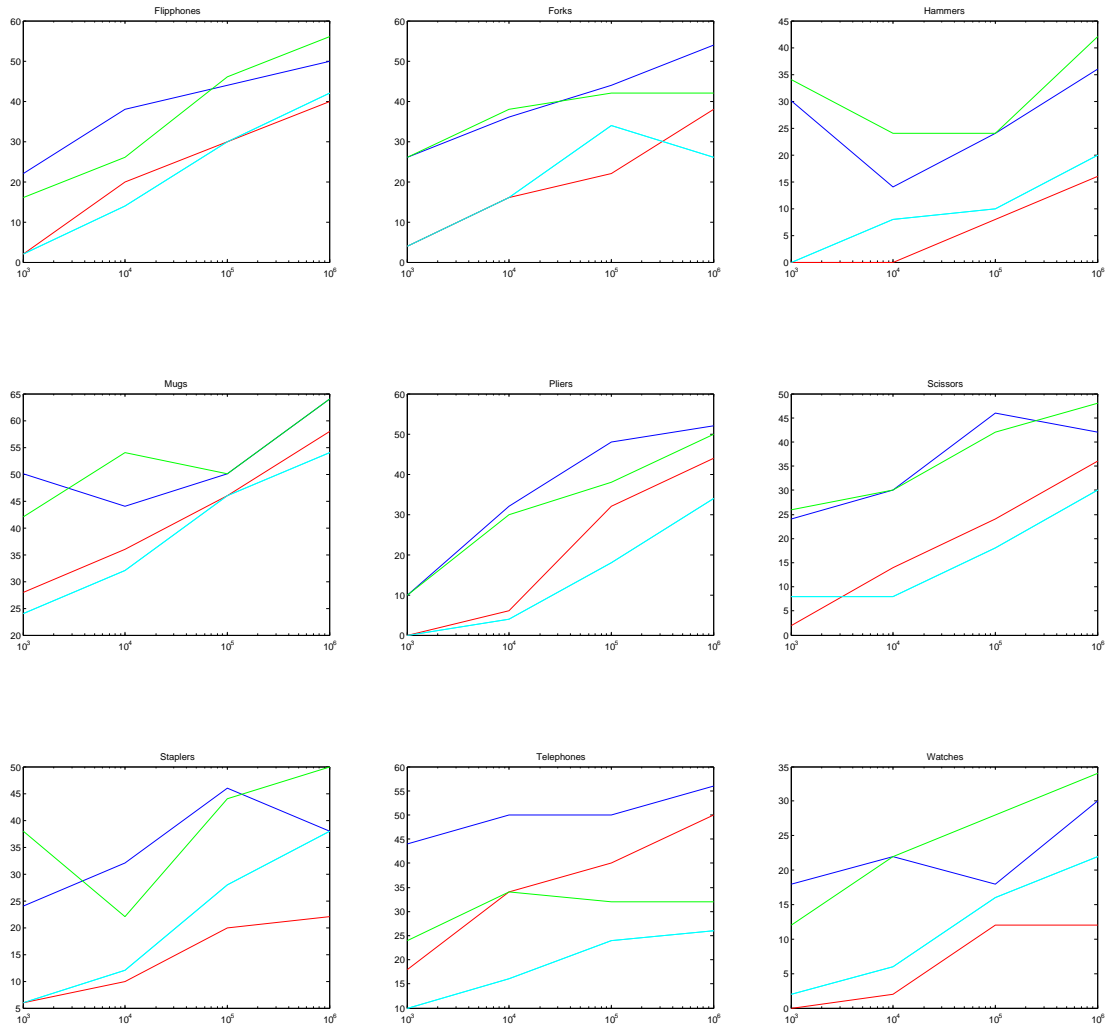 Flipphones Forks Hammers
60 60 45
50 50 40
40 40 35
30 30 30
20 20 25
10 10 20
0 0 15
10
5
0
10³ 10⁴ 10⁵ 10⁶ 10³ 10⁴ 10⁵ 10⁶ 10³ 10⁴ 10⁵ 10⁶
Mugs Pliers Scissors
65 60 50
60 50 45
55 40 40
50 30 35
45 20 30
40 10 25
35 0 20
30 15
25 10
20 5
0
10³ 10⁴ 10⁵ 10⁶ 10³ 10⁴ 10⁵ 10⁶ 10³ 10⁴ 10⁵ 10⁶
Staplers Telephones Watches
50 60 35
45 55 30
40 50 25
35 45 20
30 40 15
25 35 10
20 30 5
15 25 0
10 20
5 15
10
10³ 10⁴ 10⁵ 10⁶ 10³ 10⁴ 10⁵ 10⁶ 10³ 10⁴ 10⁵ 10⁶